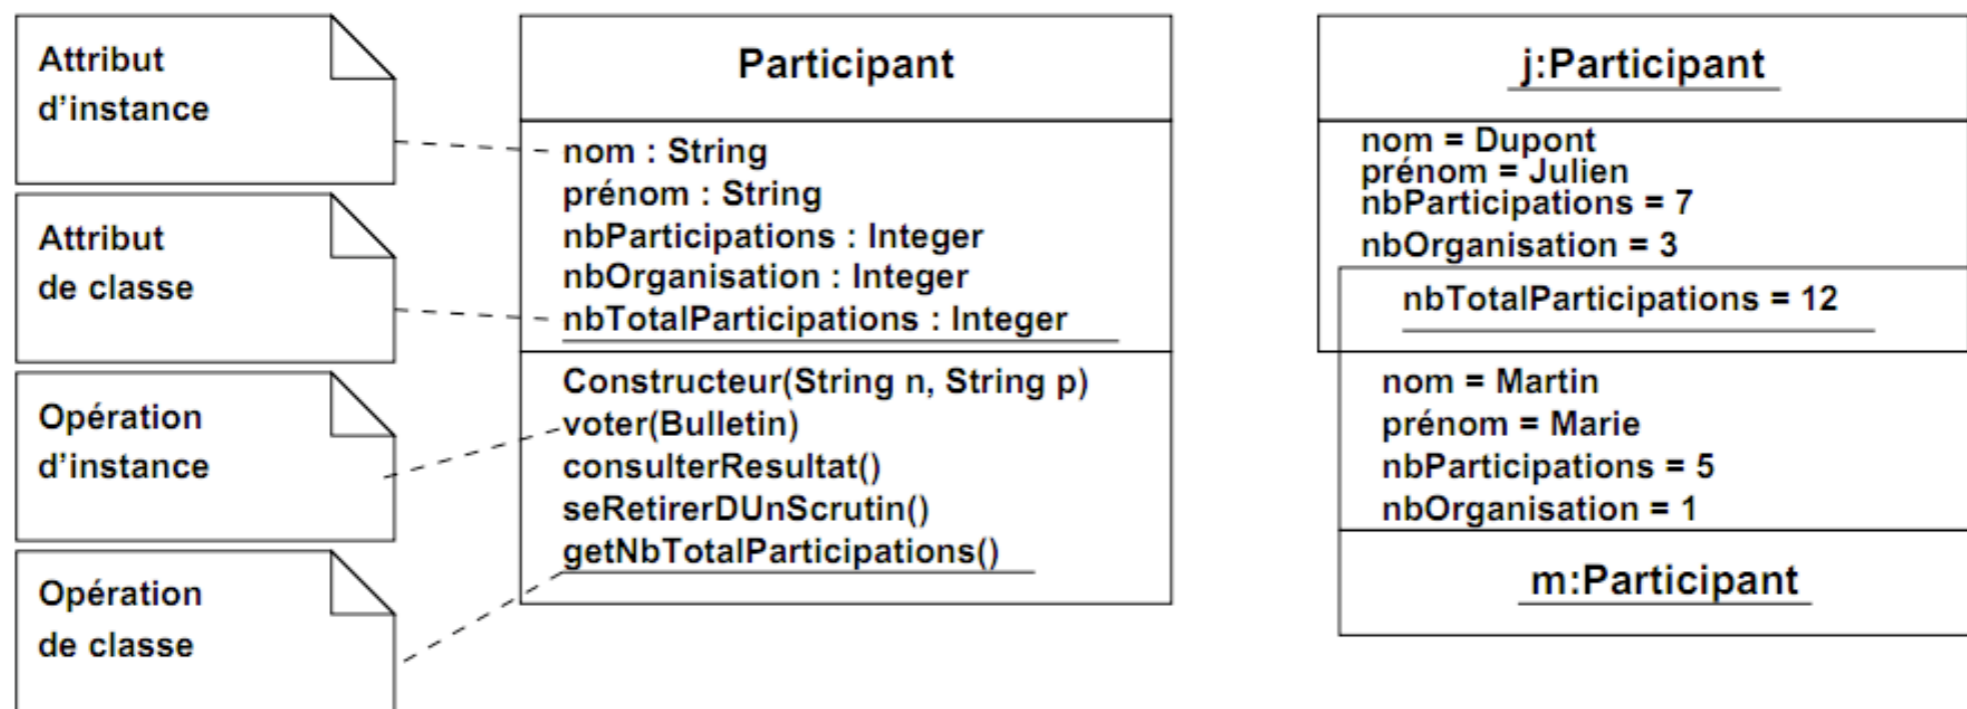 Attribut
d'instance
Attribut
de classe
Opération
d'instance
Opération
de classe
Participant
nom : String
prénom : String
nbParticipations : Integer
nbOrganisation : Integer
nbTotalParticipations : Integer
Constructeur(String n, String p)
voter(Bulletin)
consulterResultat()
seRetirerDUnScrutin()
getNbTotalParticipations()
j:Participant
nom = Dupont
prénom = Julien
nbParticipations = 7
nbOrganisation = 3
nbTotalParticipations = 12
nom = Martin
prénom = Marie
nbParticipations = 5
nbOrganisation = 1
m:Participant